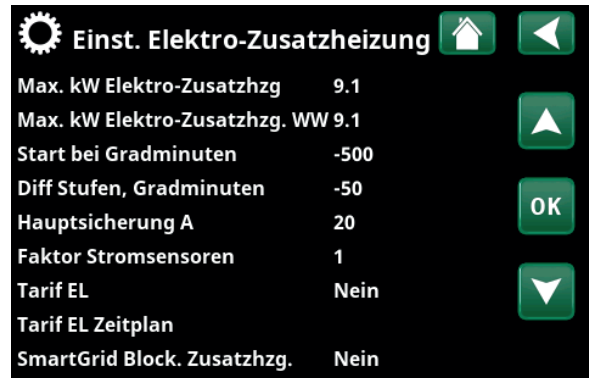 Einst. Elektro-Zusatzheizung
Max. kW Elektro-Zusatzhzg 9.1
Max. kW Elektro-Zusatzhzg. WW 9.1
Start bei Gradminuten -500
Diff Stufen, Gradminuten -50
OK
Hauptsicherung A 20
Faktor Stromsensoren 1
Tarif EL Nein
Tarif EL Zeitplan
SmartGrid Block. Zusatzhzg. Nein